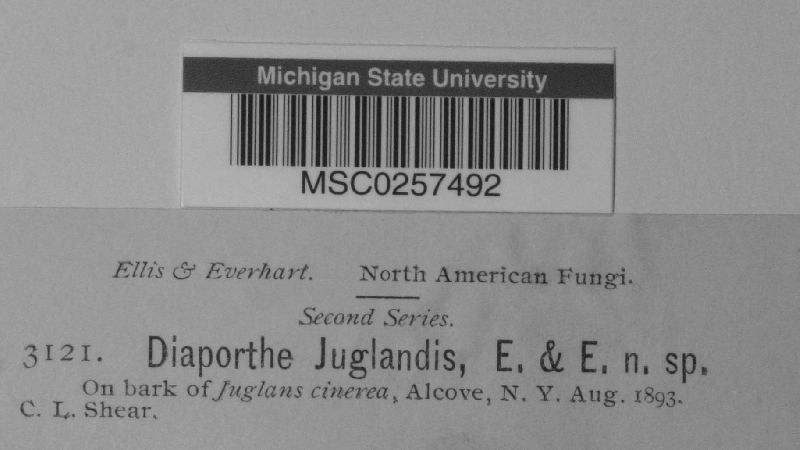 Michigan State University
MSC0257492
Ellis & Everhart. North American Fungi.
Second Series.
3121. Diaporthe Juglandis, E. & E. n. sp.
On bark of Juglans cinerea, Alcove, N. Y. Aug. 1893.
C. L. Shear.